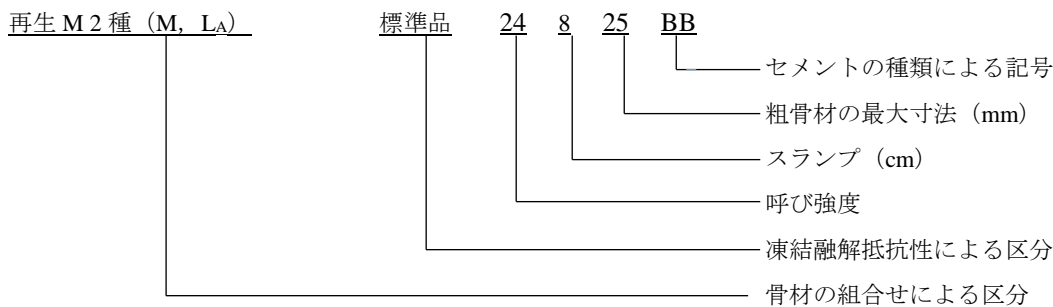 再生 M 2 種（M，LA） 標準品 24 8 25 BB
セメントの種類による記号
粗骨材の最大寸法（mm）
スランプ（cm）
呼び強度
凍結融解抵抗性による区分
骨材の組合せによる区分